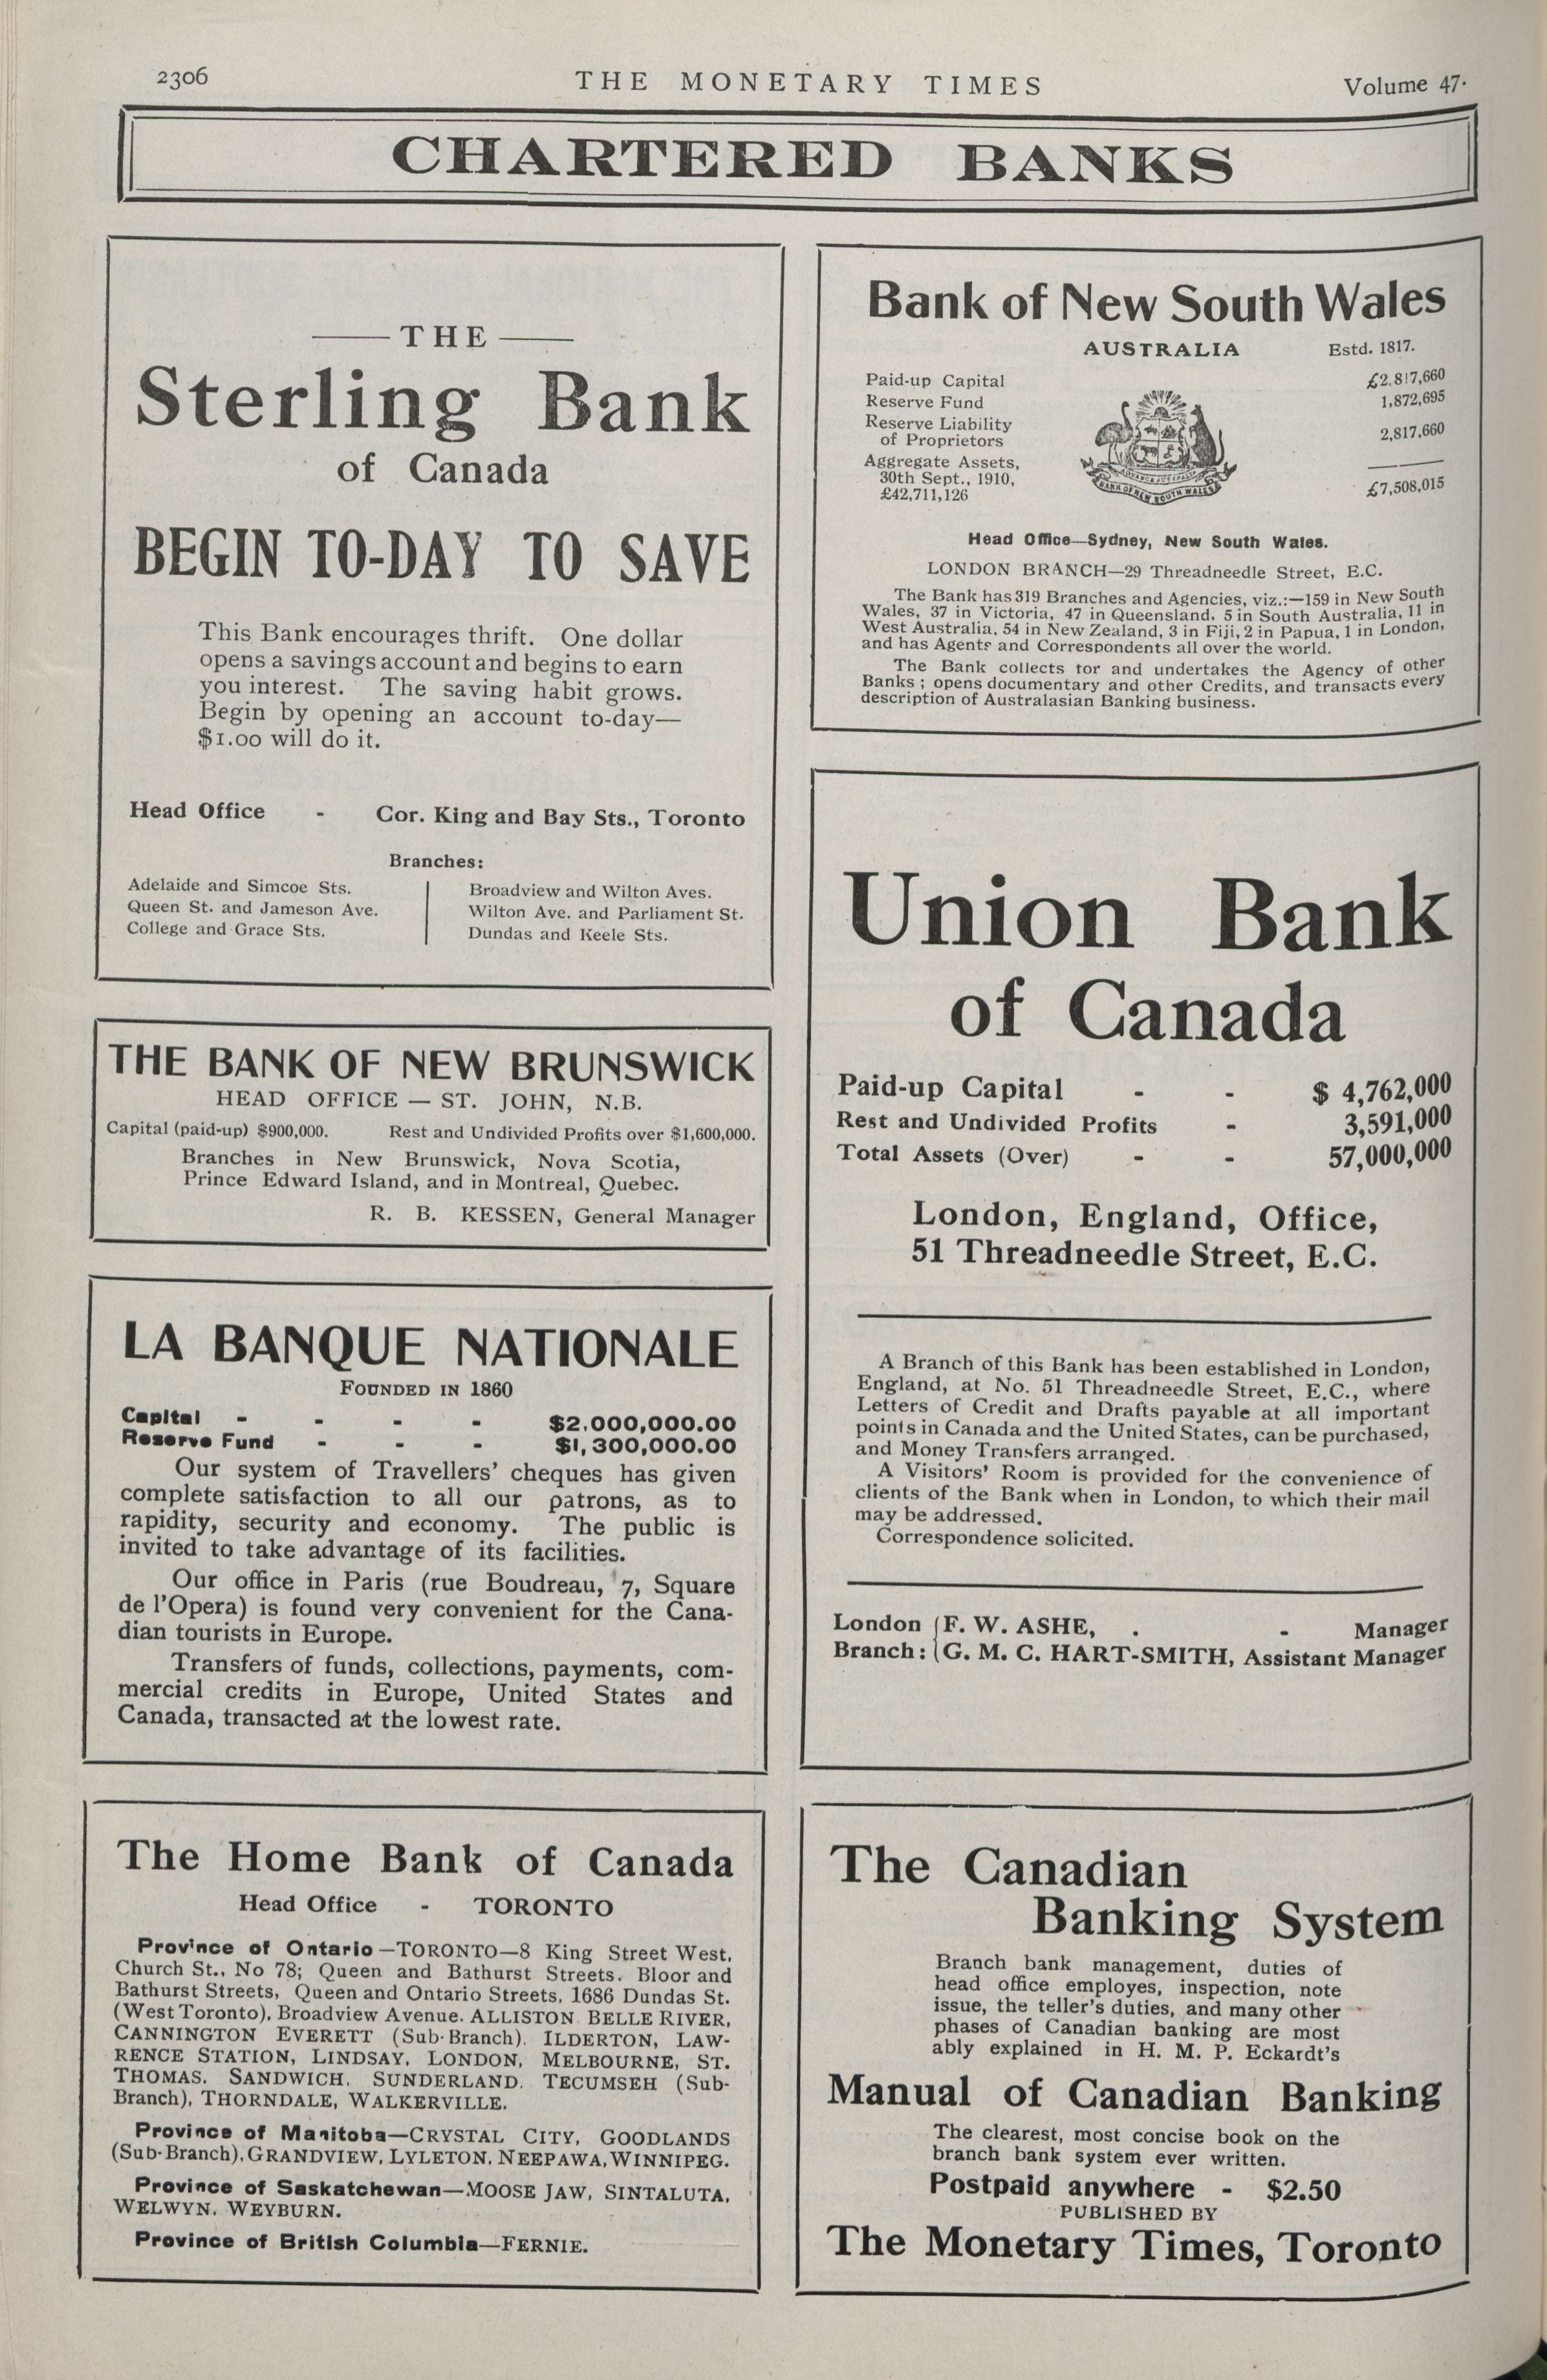 2306
THE MONETARY TIMES
Volume 47.
CHARTERED BANKS
THE
Sterling Bank
of Canada
BEGIN TO-DAY TO SAVE
This Bank encourages thrift. One dollar
opens a savings account and begins to earn
you interest. The saving habit grows.
Begin by opening an account to-day—
$1.00 will do it.
Head Office - Cor. King and Bay Sts., Toronto
Branches:
Adelaide and Simcoe Sts.
Queen St. and Jameson Ave.
College and Grace Sts.
Broadview and Wilton Aves.
Wilton Ave. and Parliament St.
Dundas and Keele Sts.
THE BANK OF NEW BRUNSWICK
HEAD OFFICE — ST. JOHN, N.B.
Capital (paid-up) $900,000. Rest and Undivided Profits over $1,600,000.
Branches in New Brunswick, Nova Scotia,
Prince Edward Island, and in Montreal, Quebec.
R. B. KESSEN, General Manager
LA BANQUE NATIONALE
FOUNDED IN 1860
Capital - - - - $2,000,000.00
Reserve Fund - - - $1,300,000.00
Our system of Travellers' cheques has given
complete satisfaction to all our patrons, as to
rapidity, security and economy. The public is
invited to take advantage of its facilities.
Our office in Paris (rue Boudreau, 7, Square
de l'Opera) is found very convenient for the Cana-
dian tourists in Europe.
Transfers of funds, collections, payments, com-
mercial credits in Europe, United States and
Canada, transacted at the lowest rate.
The Home Bank of Canada
Head Office - TORONTO
Province of Ontario—TORONTO—8 King Street West,
Church St., No 78; Queen and Bathurst Streets. Bloor and
Bathurst Streets, Queen and Ontario Streets, 1686 Dundas St.
(West Toronto), Broadview Avenue. ALLISTON BELLE RIVER,
CANNINGTON EVERETT (Sub-Branch). ILDERTON, LAW-
RENCE STATION, LINDSAY, LONDON, MELBOURNE, ST.
THOMAS, SANDWICH, SUNDERLAND, TECUMSEH (Sub-
Branch), THORNDALE, WALKERVILLE.
Province of Manitoba—CRYSTAL CITY, GOODLANDS
(Sub-Branch), GRANDVIEW, LYLETON, NEEPAWA, WINNIPEG.
Province of Saskatchewan—MOOSE JAW, SINTALUTA,
WELWYN, WEYBURN.
Province of British Columbia—FERNIE.
Bank of New South Wales
AUSTRALIA Estd. 1817.
Paid-up Capital £2,817,660
Reserve Fund 1,872,695
Reserve Liability
of Proprietors 2,817,660
Aggregate Assets,
30th Sept., 1910,
£42,711,126 £7,508,015
BANK OF NEW SOUTH WALES
Head Office—Sydney, New South Wales.
LONDON BRANCH—29 Threadneedle Street, E.C.
The Bank has 319 Branches and Agencies, viz.:—159 in New South
Wales, 37 in Victoria, 47 in Queensland, 5 in South Australia, 11 in
West Australia, 54 in New Zealand, 3 in Fiji, 2 in Papua, 1 in London,
and has Agents and Correspondents all over the world.
The Bank collects for and undertakes the Agency of other
Banks; opens documentary and other Credits, and transacts every
description of Australasian Banking business.
Union Bank
of Canada
Paid-up Capital - - $ 4,762,000
Rest and Undivided Profits - 3,591,000
Total Assets (Over) - - 57,000,000
London, England, Office,
51 Threadneedle Street, E.C.
A Branch of this Bank has been established in London,
England, at No. 51 Threadneedle Street, E.C., where
Letters of Credit and Drafts payable at all important
points in Canada and the United States, can be purchased,
and Money Transfers arranged.
A Visitors' Room is provided for the convenience of
clients of the Bank when in London, to which their mail
may be addressed.
Correspondence solicited.
London { F. W. ASHE, . - Manager
Branch: { G. M. C. HART-SMITH, Assistant Manager
The Canadian
Banking System
Branch bank management, duties of
head office employes, inspection, note
issue, the teller's duties, and many other
phases of Canadian banking are most
ably explained in H. M. P. Eckardt's
Manual of Canadian Banking
The clearest, most concise book on the
branch bank system ever written.
Postpaid anywhere - $2.50
PUBLISHED BY
The Monetary Times, Toronto